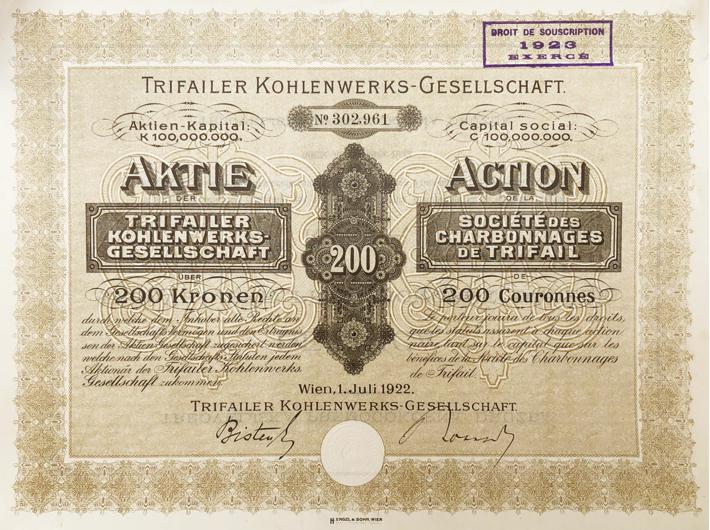 DROIT DE SOUSCRIPTION
1923
EXERCÉ
TRIFAILER KOHLENWERKS-GESELLSCHAFT.
Nº 302,961
Aktien-Kapital:
K 100,000.000.
Capital social:
C 100,000.000.
AKTIE
DER
TRIFAILER
KOHLENWERKS-
GESELLSCHAFT
ÜBER
200 Kronen
durch welche dem Inhaber alle Rechte an
dem Gesellschafts-Vermögen und den Erträgnis
sen der Aktien-Gesellschaft zugesichert werden
welche nach den Gesellschafts-Statuten jedem
Aktionär der Trifailer Kohlenwerks.
Gesellschaft zukommen.
200
ACTION
DE LA
SOCIÉTÉ DES
CHARBONNAGES
DE TRIFAIL
DE
200 Couronnes
Le porteur jouira de tous les droits,
que les statuts assurent à chaque action
naire, tant sur le capital que sur les
bénéfices de la Société des Charbonnages
de Trifail.
Wien, 1. Juli 1922.
TRIFAILER KOHLENWERKS-GESELLSCHAFT.
ENGEL & SOHN, WIEN